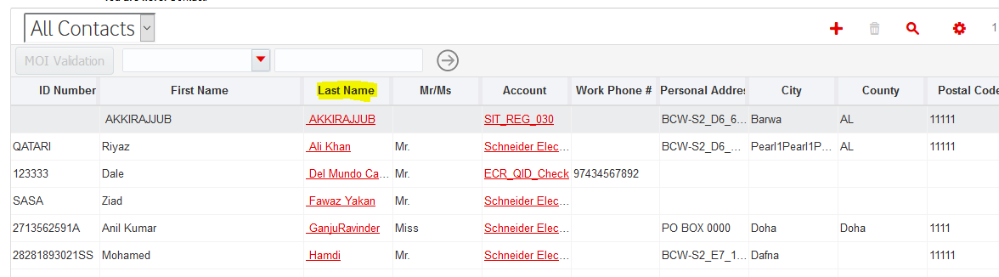 All Contacts
1
MOI Validation
ID Number First Name Last Name Mr/Ms Account Work Phone # Personal Addres City County Postal Code
AKKIRAJJUB AKKIRAJJUB SIT_REG_030 BCW-S2_D6_6... Barwa AL 11111
QATARI Riyaz Ali Khan Mr. Schneider Elec... BCW-S2_D6_... Pearl1Pearl1P... AL 11111
123333 Dale Del Mundo Ca... Mr. ECR_QID_Check 97434567892
SASA Ziad Fawaz Yakan Mr. Schneider Elec...
2713562591A Anil Kumar GanjuRavinder Miss Schneider Elec... PO BOX 0000 Doha Doha 1111
28281893021SS Mohamed Hamdi Mr. Schneider Elec... BCW-S2_E7_1... Dafna 11111